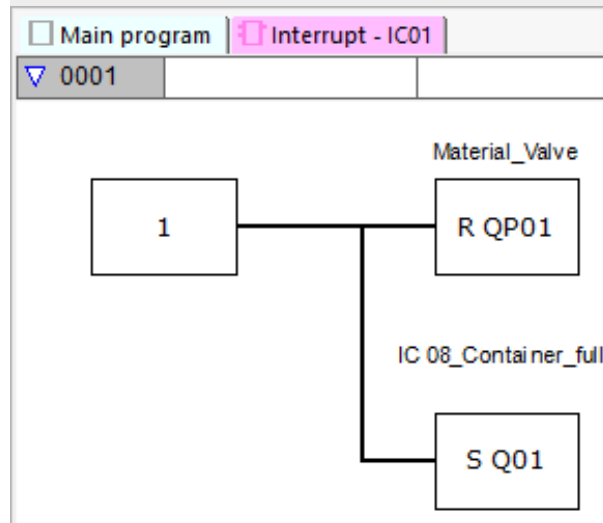 Main program Interrupt - IC01
0001
Material_Valve
1 R QP01
IC 08_Container_full
S Q01